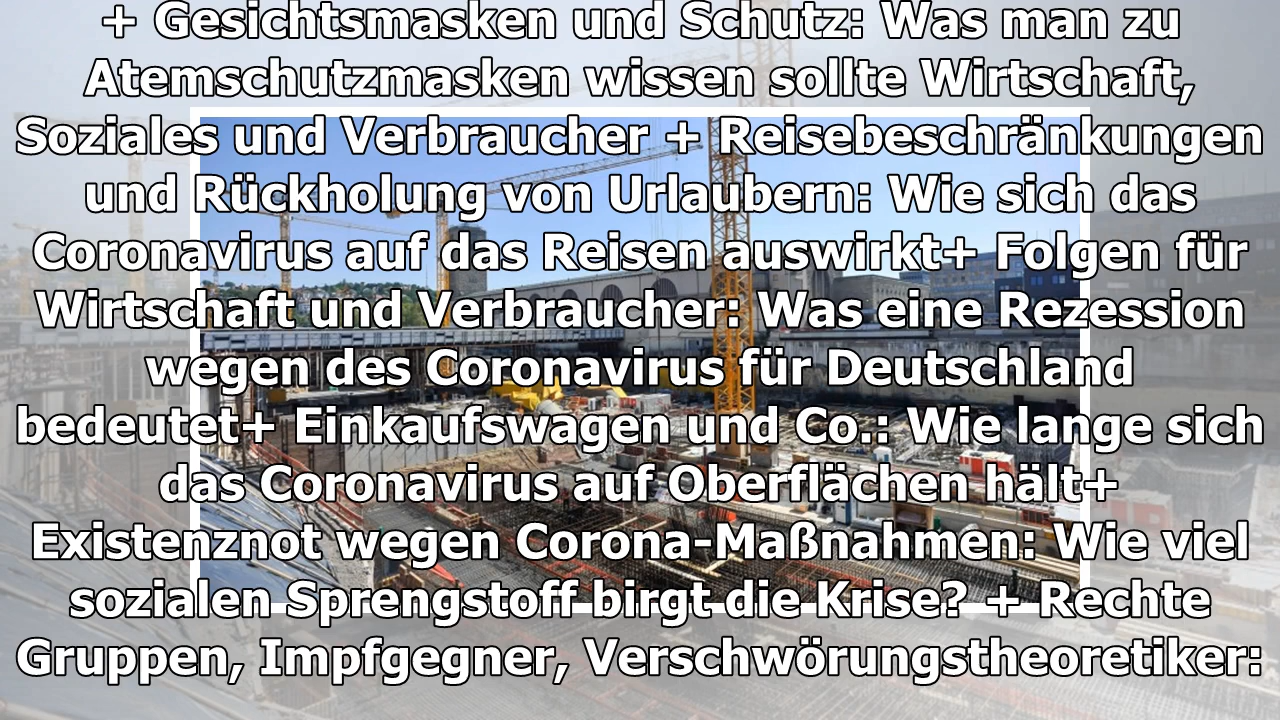 + Gesichtsmasken und Schutz: Was man zu
Atemschutzmasken wissen sollte Wirtschaft,
Soziales und Verbraucher + Reisebeschränkungen
und Rückholung von Urlaubern: Wie sich das
Coronavirus auf das Reisen auswirkt+ Folgen für
Wirtschaft und Verbraucher: Was eine Rezession
wegen des Coronavirus für Deutschland
bedeutet+ Einkaufswagen und Co.: Wie lange sich
das Coronavirus auf Oberflächen hält+
Existenznot wegen Corona-Maßnahmen: Wie viel
sozialen Sprengstoff birgt die Krise? + Rechte
Gruppen, Impfgegner, Verschwörungstheoretiker: